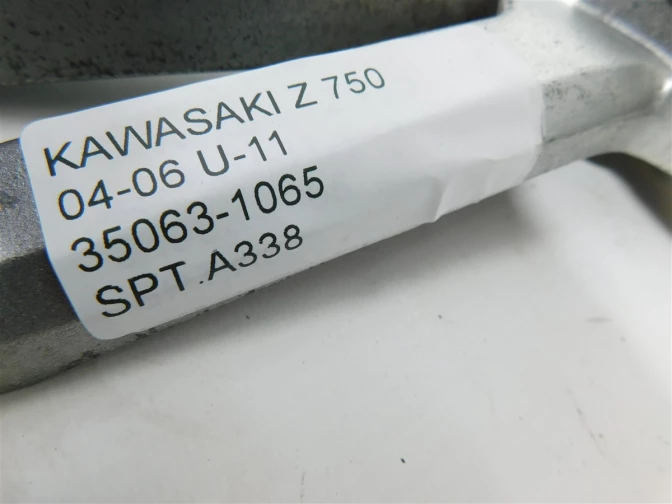 KAWASAKI Z 750
04-06 U-11
35063-1065
SPT.A338